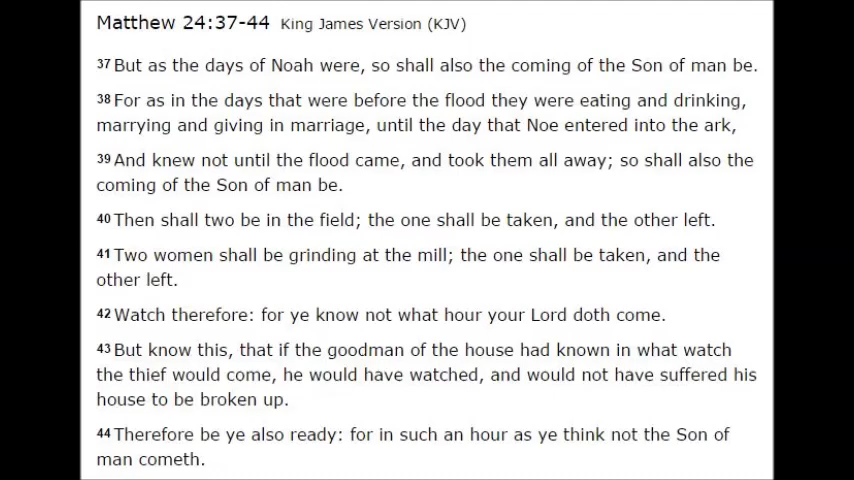 Matthew 24:37-44 King James Version (KJV)
37 But as the days of Noah were, so shall also the coming of the Son of man be.
38 For as in the days that were before the flood they were eating and drinking,
marrying and giving in marriage, until the day that Noe entered into the ark,
39 And knew not until the flood came, and took them all away; so shall also the
coming of the Son of man be.
40 Then shall two be in the field; the one shall be taken, and the other left.
41 Two women shall be grinding at the mill; the one shall be taken, and the
other left.
42 Watch therefore: for ye know not what hour your Lord doth come.
43 But know this, that if the goodman of the house had known in what watch
the thief would come, he would have watched, and would not have suffered his
house to be broken up.
44 Therefore be ye also ready: for in such an hour as ye think not the Son of
man cometh.